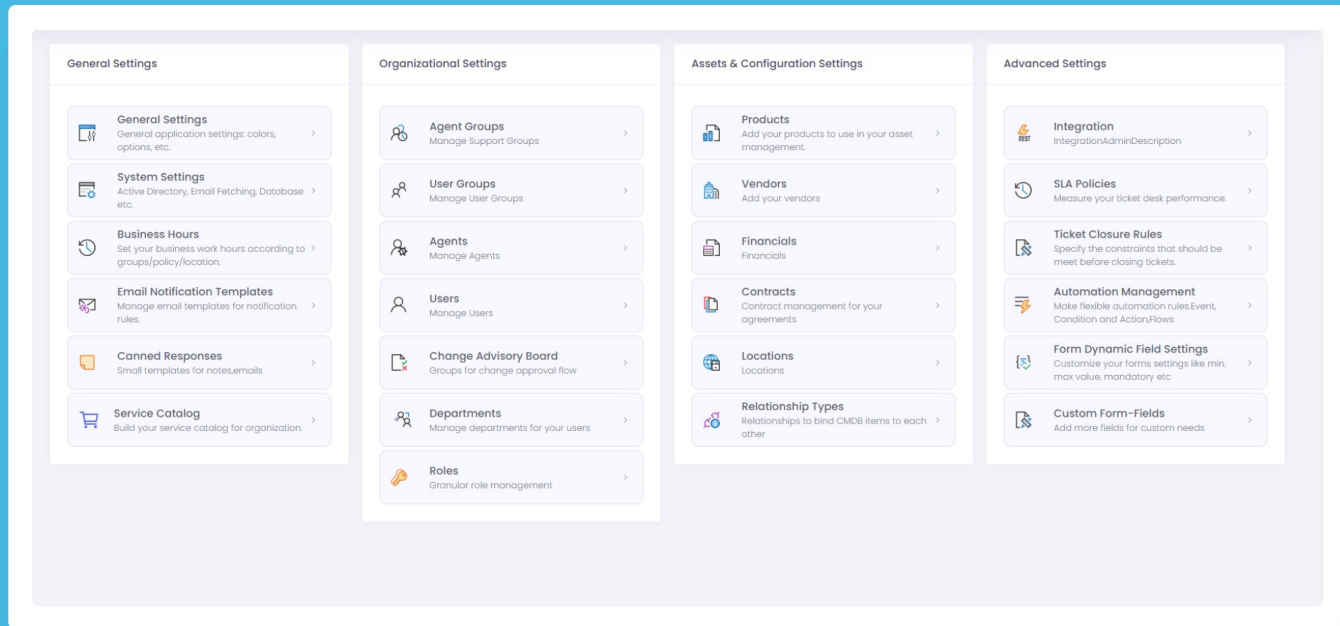 General Settings
General Settings
General application settings: colors,
options, etc.
System Settings
Active Directory, Email Fetching, Database
etc.
Business Hours
Set your business work hours according to
groups/policy/location.
Email Notification Templates
Manage email templates for notification
rules.
Canned Responses
Small templates for notes,emails
Service Catalog
Build your service catalog for organization.
Organizational Settings
Agent Groups
Manage Support Groups
User Groups
Manage User Groups
Agents
Manage Agents
Users
Manage Users
Change Advisory Board
Groups for change approval flow
Departments
Manage departments for your users
Roles
Granular role management
Assets & Configuration Settings
Products
Add your products to use in your asset
management.
Vendors
Add your vendors
Financials
Financials
Contracts
Contract management for your
agreements
Locations
Locations
Relationship Types
Relationships to bind CMDB items to each
other
Advanced Settings
REST
Integration
IntegrationAdminDescription
SLA Policies
Measure your ticket desk performance.
Ticket Closure Rules
Specify the constraints that should be
meet before closing tickets.
Automation Management
Make flexible automation rules.Event,
Condition and Action,Flows
Form Dynamic Field Settings
Customize your forms settings like min.
max value, mandatory etc
Custom Form-Fields
Add more fields for custom needs